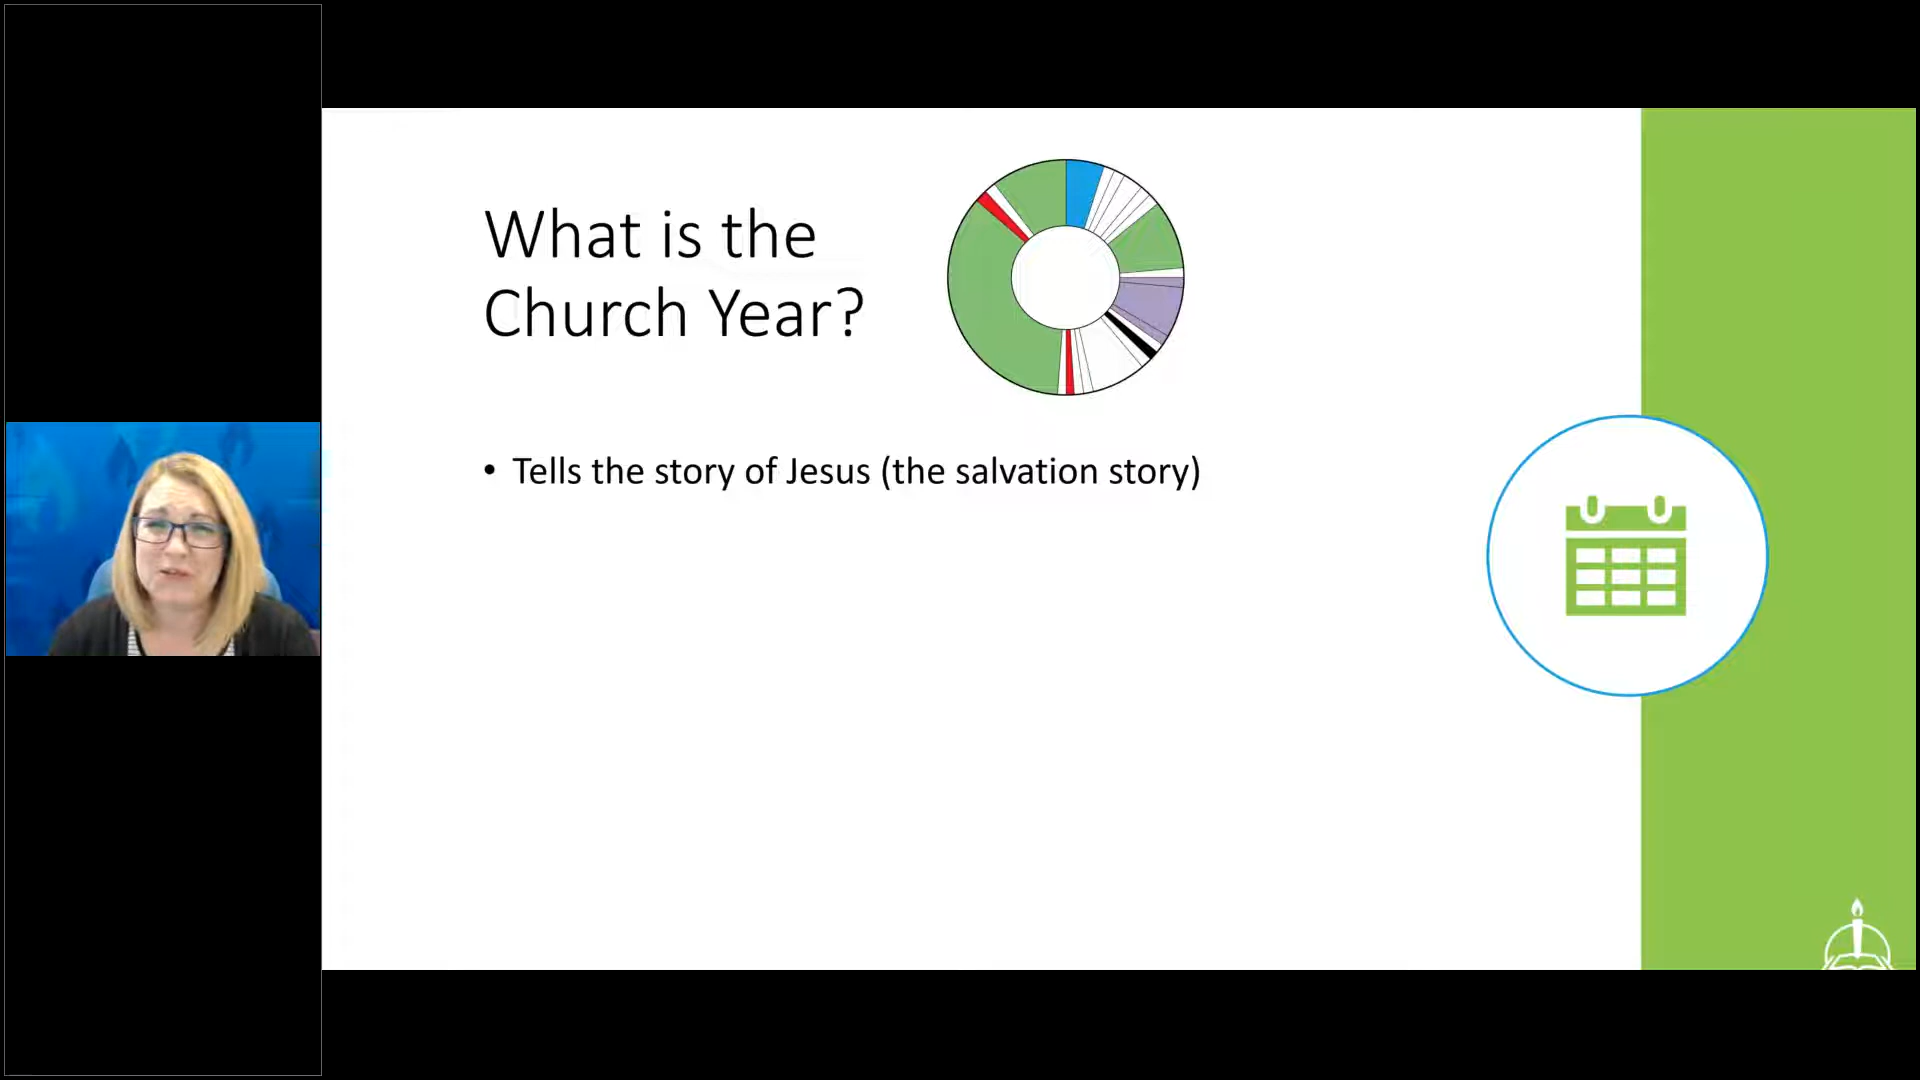 What is the
Church Year?
• Tells the story of Jesus (the salvation story)